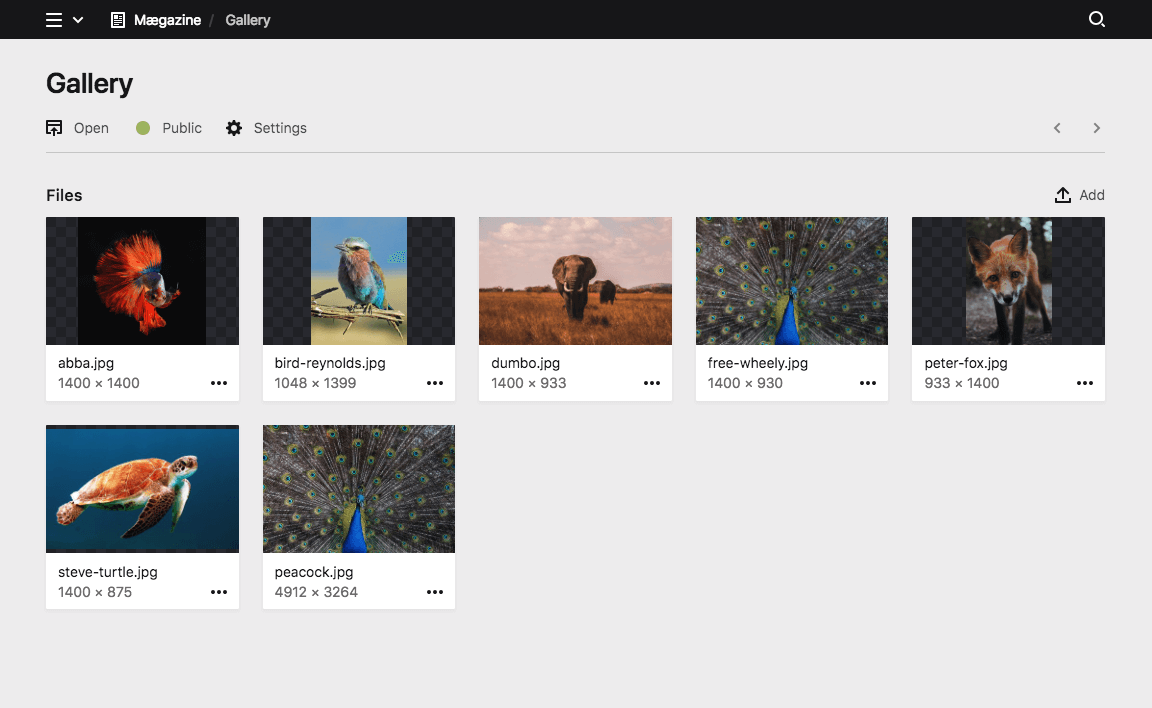 Mægazine / Gallery
Gallery
Open Public Settings
Files Add
abba.jpg
1400 × 1400
bird-reynolds.jpg
1048 × 1399
dumbo.jpg
1400 × 933
free-wheely.jpg
1400 × 930
peter-fox.jpg
933 × 1400
steve-turtle.jpg
1400 × 875
peacock.jpg
4912 × 3264